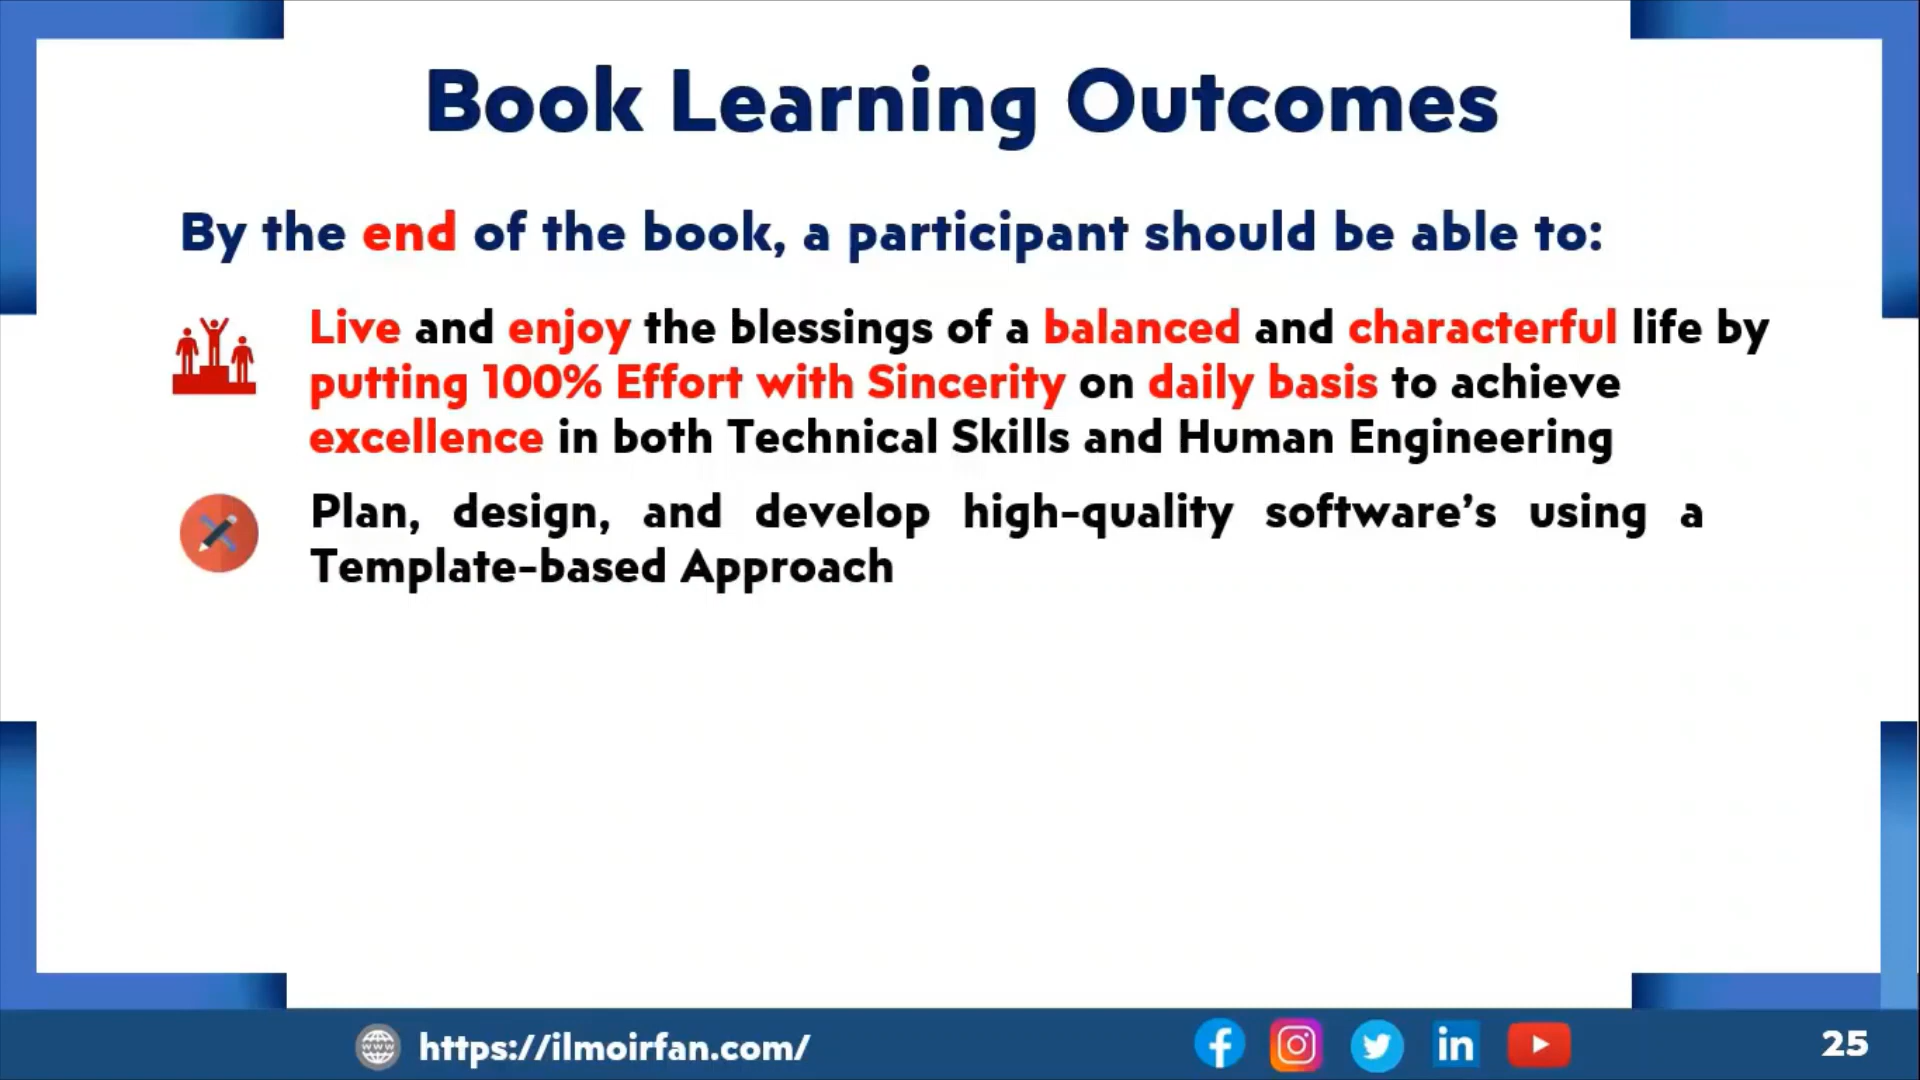 Book Learning Outcomes
By the end of the book, a participant should be able to:
Live and enjoy the blessings of a balanced and characterful life by
putting 100% Effort with Sincerity on daily basis to achieve
excellence in both Technical Skills and Human Engineering
Plan, design, and develop high-quality software’s using a
Template-based Approach
https://ilmoirfan.com/
25